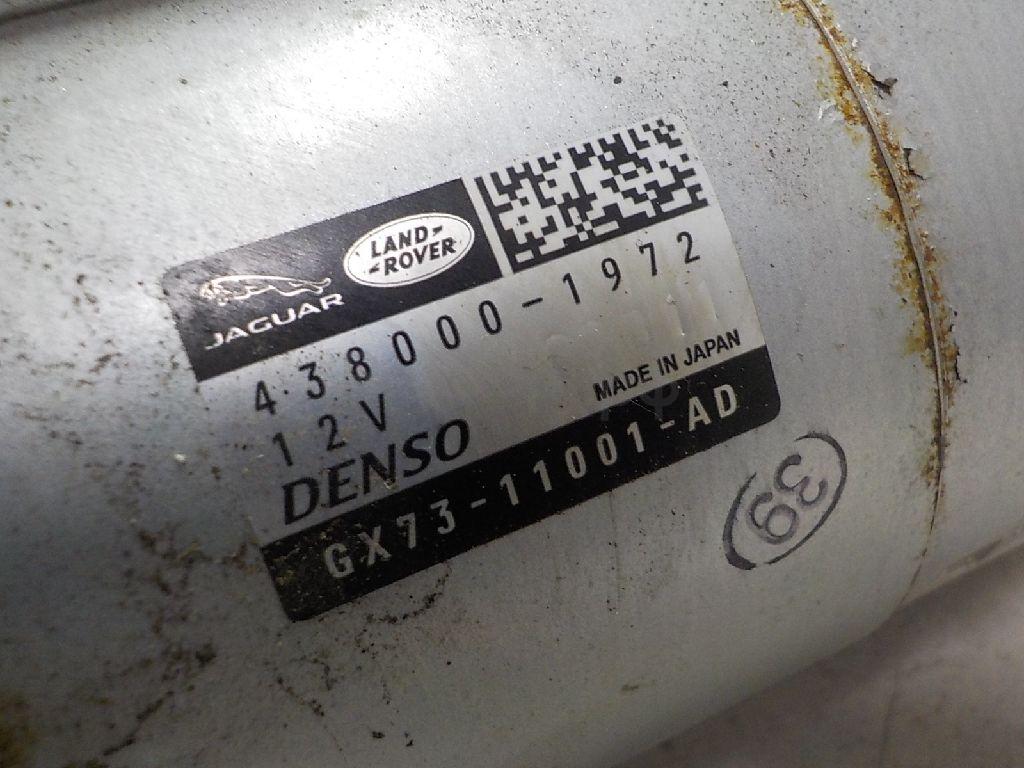 JAGUAR
LAND-
-ROVER
438000-1972
12V
MADE IN JAPAN
DENSO
GX73-11001-AD
39